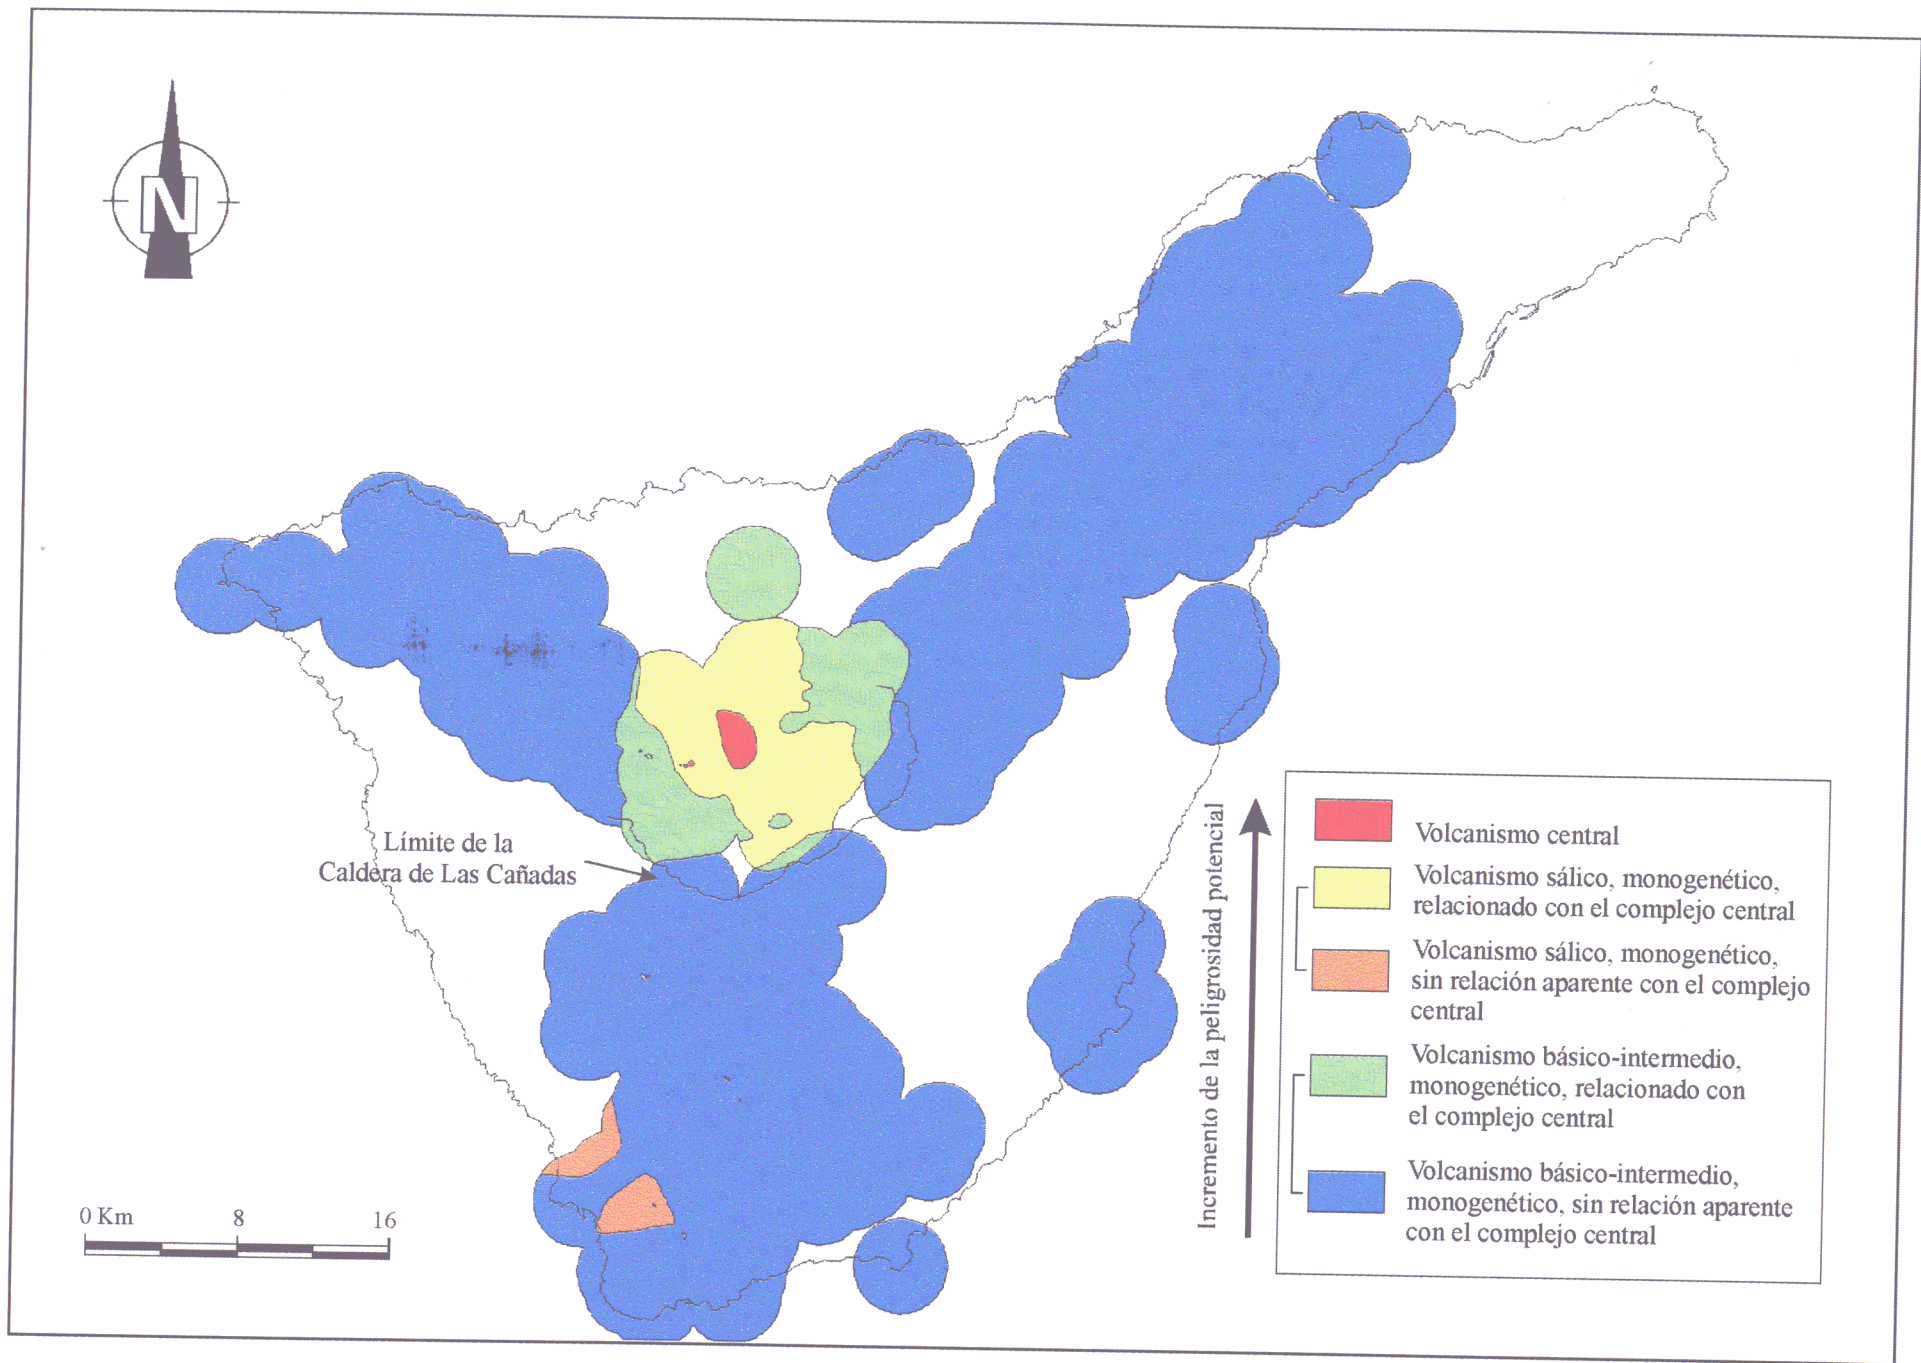 N
Límite de la
Caldera de Las Cañadas
0 Km 8 16
Incremento de la peligrosidad potencial
Volcanismo central
Volcanismo sálico, monogenético,
relacionado con el complejo central
Volcanismo sálico, monogenético,
sin relación aparente con el complejo
central
Volcanismo básico-intermedio,
monogenético, relacionado con
el complejo central
Volcanismo básico-intermedio,
monogenético, sin relación aparente
con el complejo central